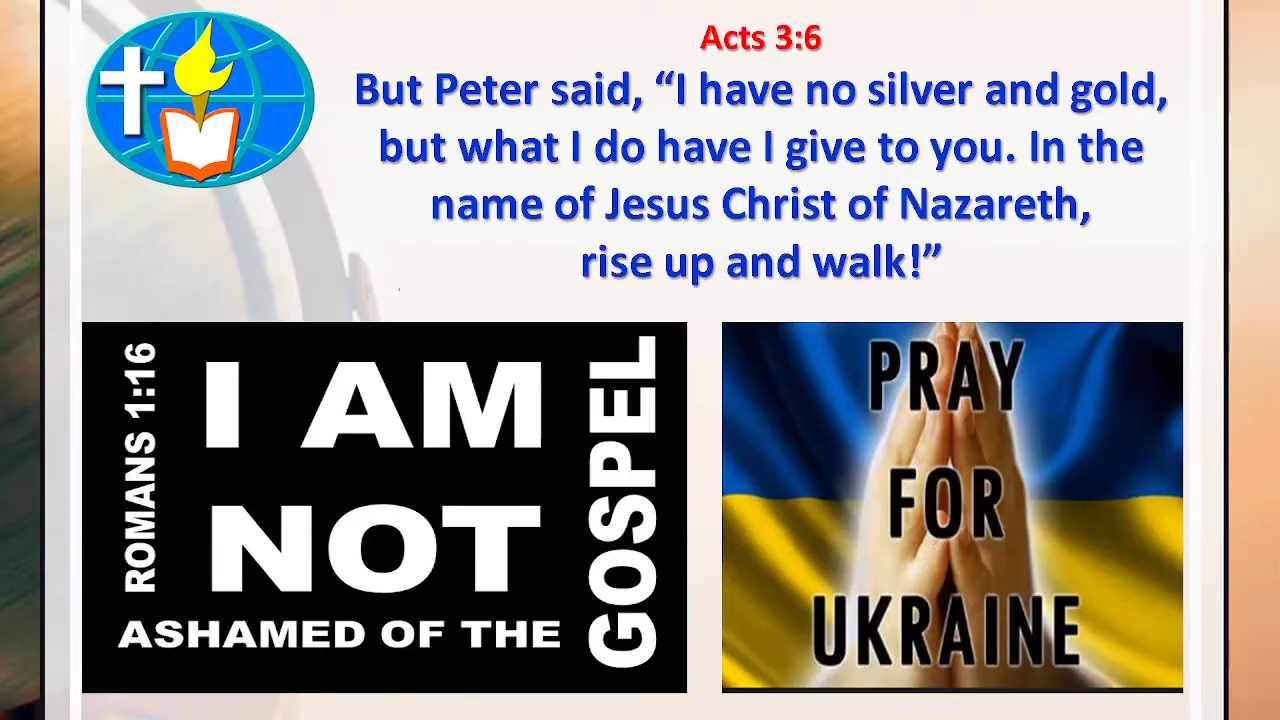 Acts 3:6
But Peter said, “I have no silver and gold,
but what I do have I give to you. In the
name of Jesus Christ of Nazareth,
rise up and walk!”
ROMANS 1:16
I AM
NOT
ASHAMED OF THE
GOSPEL
PRAY
FOR
UKRAINE